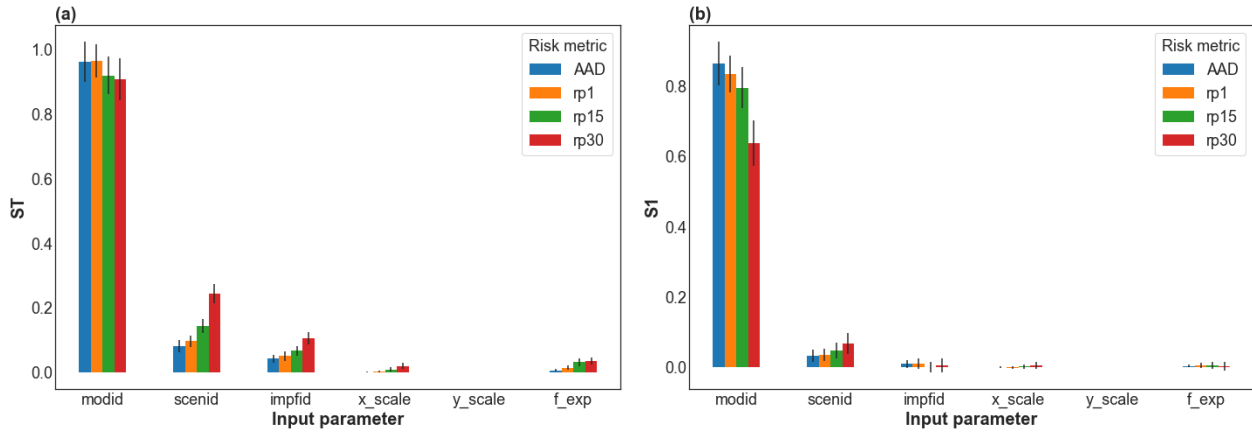 (a)
ST
1.0
0.8
0.6
0.4
0.2
0.0
Risk metric
AAD
rp1
rp15
rp30
modid scenid impfid x_scale y_scale f_exp
Input parameter
(b)
S1
0.8
0.6
0.4
0.2
0.0
Risk metric
AAD
rp1
rp15
rp30
modid scenid impfid x_scale y_scale f_exp
Input parameter